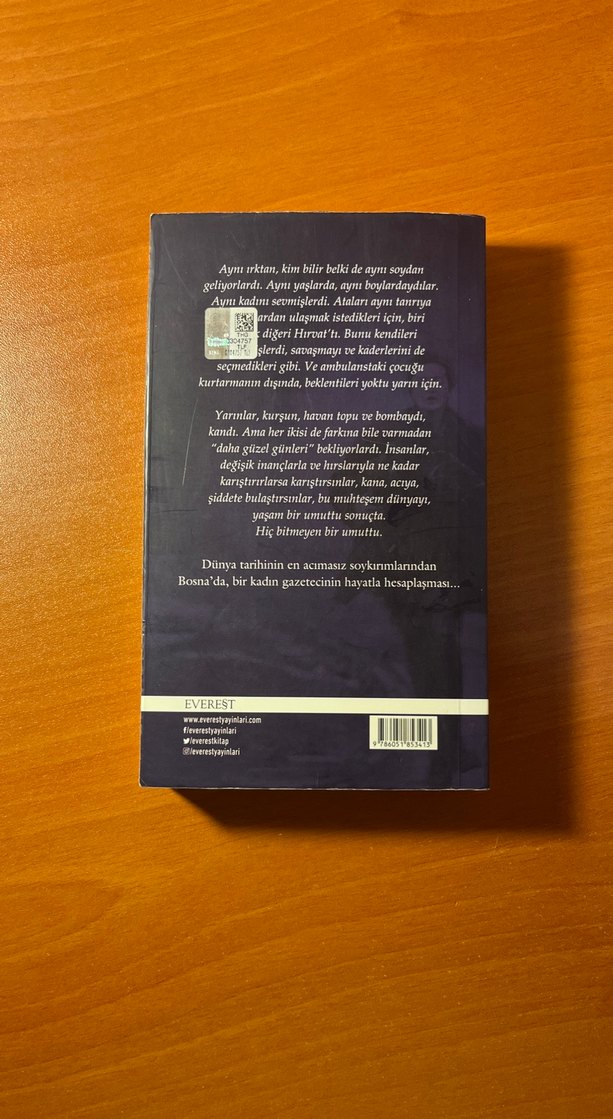 Aynı ırktan, kim bilir belki de aynı soydan
geliyorlardı. Aynı yaşlarda, aynı boylardaydılar.
Aynı kadını sevmişlerdi. Ataları aynı tanrıya
ulaşmak istedikleri için, biri
diğeri Hırvat’tı. Bunu kendileri
savaşmayı ve kaderlerini de
seçmedikleri gibi. Ve ambulanstaki çocuğu
kurtarmanın dışında, beklentileri yoktu yarın için.
THG
TLF
Yarınlar, kurşun, havan topu ve bombaydı,
kandı. Ama her ikisi de farkına bile varmadan
“daha güzel günleri” bekliyorlardı. İnsanlar,
değişik inançlarla ve hırslarıyla ne kadar
karıştırırlarsa karıştırsınlar, kana, acıya,
şiddete bulaştırsınlar, bu muhteşem dünyayı,
yaşam bir umuttu sonuçta.
Hiç bitmeyen bir umuttu.
Dünya tarihinin en acımasız soykırımlarından
Bosna’da, bir kadın gazetecinin hayatla hesaplaşması...
EVEREST
www.everestyayinlari.com
/everestyayinlari
/everestkitap
/everestyayinlari
9 786051 853413